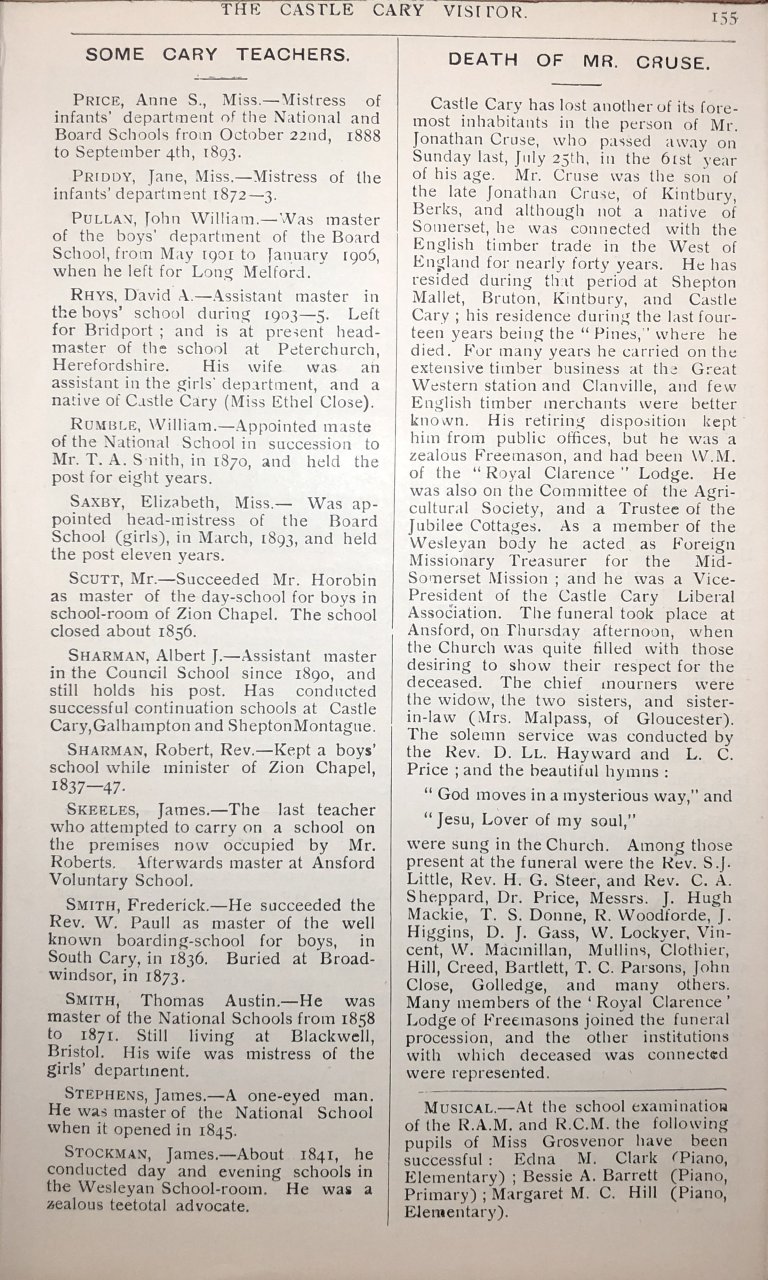 THE CASTLE CARY VISITOR.
155
SOME CARY TEACHERS.
PRICE, Anne S., Miss.—Mistress of
infants' department of the National and
Board Schools from October 22nd, 1888
to September 4th, 1893.
PRIDDY, Jane, Miss.—Mistress of the
infants' department 1872—3.
PULLAN, John William.—Was master
of the boys' department of the Board
School, from May 1901 to January 1906,
when he left for Long Melford.
RHYS, David A.—Assistant master in
the boys' school during 1903—5. Left
for Bridport ; and is at present head-
master of the school at Peterchurch,
Herefordshire. His wife was an
assistant in the girls' department, and a
native of Castle Cary (Miss Ethel Close).
RUMBLE, William.—Appointed maste
of the National School in succession to
Mr. T. A. S nith, in 1870, and held the
post for eight years.
SAXBY, Elizabeth, Miss.— Was ap-
pointed head-mistress of the Board
School (girls), in March, 1893, and held
the post eleven years.
SCUTT, Mr.—Succeeded Mr. Horobin
as master of the day-school for boys in
school-room of Zion Chapel. The school
closed about 1856.
SHARMAN, Albert J.—Assistant master
in the Council School since 1890, and
still holds his post. Has conducted
successful continuation schools at Castle
Cary,Galhampton and Shepton Montague.
SHARMAN, Robert, Rev.—Kept a boys'
school while minister of Zion Chapel,
1837—47.
SKEELES, James.—The last teacher
who attempted to carry on a school on
the premises now occupied by Mr.
Roberts. Afterwards master at Ansford
Voluntary School.
SMITH, Frederick.—He succeeded the
Rev. W. Paull as master of the well
known boarding-school for boys, in
South Cary, in 1836. Buried at Broad-
windsor, in 1873.
SMITH, Thomas Austin.—He was
master of the National Schools from 1858
to 1871. Still living at Blackwell,
Bristol. His wife was mistress of the
girls' department.
STEPHENS, James.—A one-eyed man.
He was master of the National School
when it opened in 1845.
STOCKMAN, James.—About 1841, he
conducted day and evening schools in
the Wesleyan School-room. He was a
zealous teetotal advocate.
DEATH OF MR. CRUSE.
Castle Cary has lost another of its fore-
most inhabitants in the person of Mr.
Jonathan Cruse, who passed away on
Sunday last, July 25th, in the 61st year
of his age. Mr. Cruse was the son of
the late Jonathan Cruse, of Kintbury,
Berks, and although not a native of
Somerset, he was connected with the
English timber trade in the West of
England for nearly forty years. He has
resided during that period at Shepton
Mallet, Bruton, Kintbury, and Castle
Cary ; his residence during the last four-
teen years being the "Pines," where he
died. For many years he carried on the
extensive timber business at the Great
Western station and Clanville, and few
English timber merchants were better
known. His retiring disposition kept
him from public offices, but he was a
zealous Freemason, and had been W.M.
of the "Royal Clarence" Lodge. He
was also on the Committee of the Agri-
cultural Society, and a Trustee of the
Jubilee Cottages. As a member of the
Wesleyan body he acted as Foreign
Missionary Treasurer for the Mid-
Somerset Mission ; and he was a Vice-
President of the Castle Cary Liberal
Association. The funeral took place at
Ansford, on Thursday afternoon, when
the Church was quite filled with those
desiring to show their respect for the
deceased. The chief mourners were
the widow, the two sisters, and sister-
in-law (Mrs. Malpass, of Gloucester).
The solemn service was conducted by
the Rev. D. LL. Hayward and L. C.
Price ; and the beautiful hymns :
"God moves in a mysterious way," and
"Jesu, Lover of my soul,"
were sung in the Church. Among those
present at the funeral were the Rev. S.J.
Little, Rev. H. G. Steer, and Rev. C. A.
Sheppard, Dr. Price, Messrs. J. Hugh
Mackie, T. S. Donne, R. Woodforde, J.
Higgins, D. J. Gass, W. Lockyer, Vin-
cent, W. Macmillan, Mullins, Clothier,
Hill, Creed, Bartlett, T. C. Parsons, John
Close, Golledge, and many others.
Many members of the 'Royal Clarence'
Lodge of Freemasons joined the funeral
procession, and the other institutions
with which deceased was connected
were represented.
MUSICAL.—At the school examination
of the R.A.M. and R.C.M. the following
pupils of Miss Grosvenor have been
successful : Edna M. Clark (Piano,
Elementary) ; Bessie A. Barrett (Piano,
Primary) ; Margaret M. C. Hill (Piano,
Elementary).